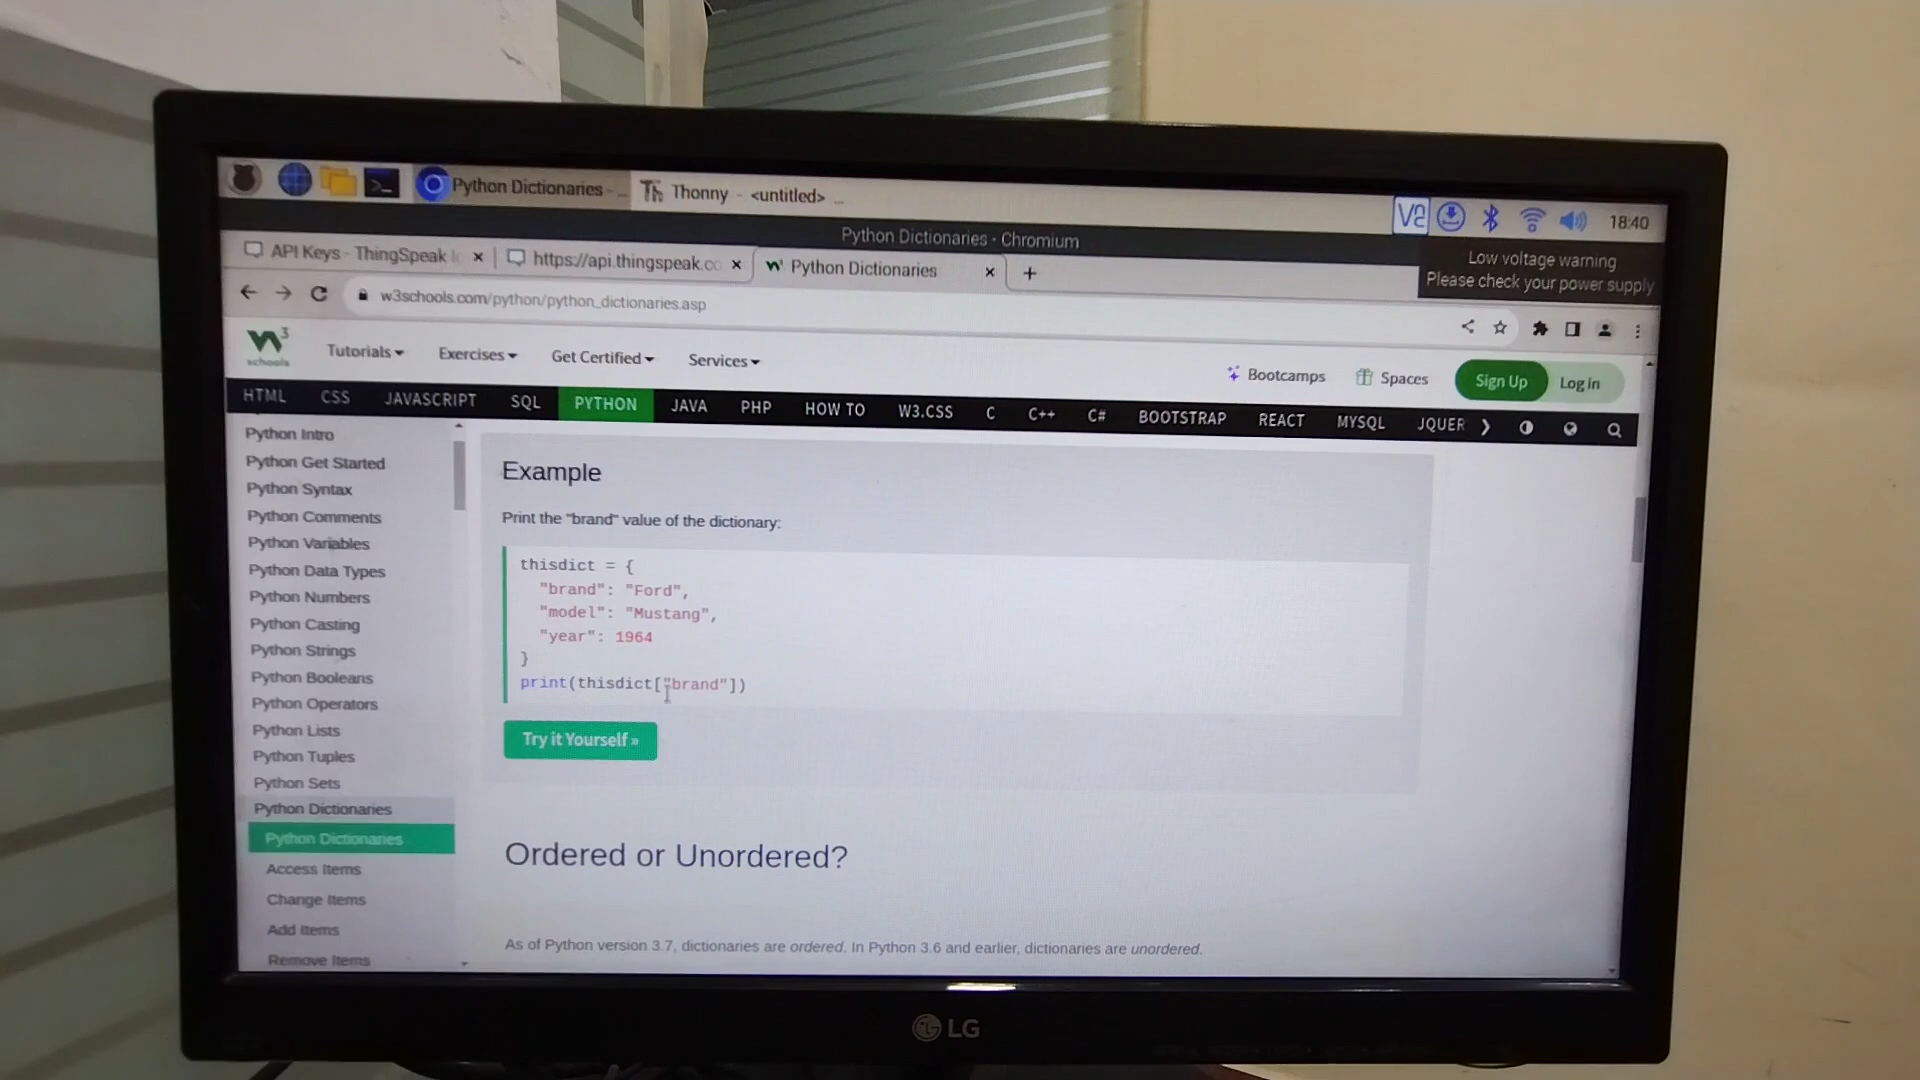 Python Dictionaries - ...
Thonny - <untitled> ...
V2
18:40
Python Dictionaries - Chromium
Low voltage warning
Please check your power supply
API Keys - ThingSpeak
https://api.thingspeak.co
Python Dictionaries
w3schools.com/python/python_dictionaries.asp
W3
schools
Tutorials
Exercises
Get Certified
Services
Bootcamps
Spaces
Sign Up
Log in
HTML CSS JAVASCRIPT SQL PYTHON JAVA PHP HOW TO W3.CSS C C++ C# BOOTSTRAP REACT MYSQL JQUER
Python Intro
Python Get Started
Python Syntax
Python Comments
Python Variables
Python Data Types
Python Numbers
Python Casting
Python Strings
Python Booleans
Python Operators
Python Lists
Python Tuples
Python Sets
Python Dictionaries
Python Dictionaries
Access Items
Change Items
Add Items
Remove Items
Example
Print the "brand" value of the dictionary:
thisdict = {
"brand": "Ford",
"model": "Mustang",
"year": 1964
}
print(thisdict["brand"])
Try it Yourself »
Ordered or Unordered?
As of Python version 3.7, dictionaries are ordered. In Python 3.6 and earlier, dictionaries are unordered.
LG